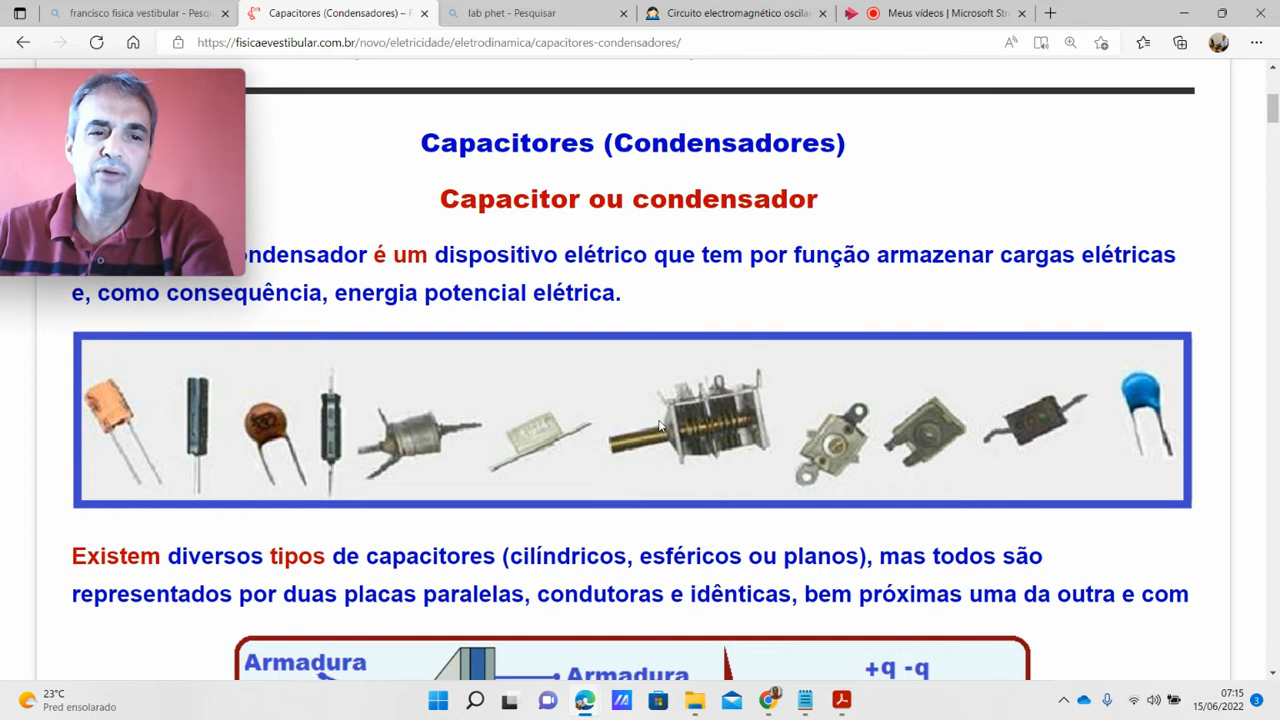 francisco fisica vestibular - Pesqu
Capacitores (Condensadores) – F
lab phet - Pesquisar
Circuito electromagnético oscila
Meus vídeos | Microsoft Str
https://fisicaevestibular.com.br/novo/eletricidade/eletrodinamica/capacitores-condensadores/
Capacitores (Condensadores)
Capacitor ou condensador
ondensador é um dispositivo elétrico que tem por função armazenar cargas elétricas
e, como consequência, energia potencial elétrica.
Existem diversos tipos de capacitores (cilíndricos, esféricos ou planos), mas todos são
representados por duas placas paralelas, condutoras e idênticas, bem próximas uma da outra e com
Armadura
Armadura
+q -q
23°C
Pred ensolarado
07:15
15/06/2022
3